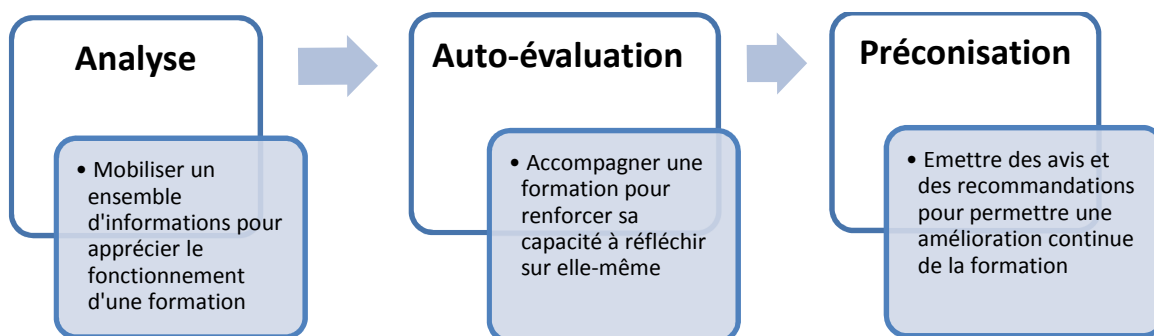 Analyse
• Mobiliser un
ensemble
d'informations pour
apprécier le
fonctionnement
d'une formation
Auto-évaluation
• Accompagner une
formation pour
renforcer sa
capacité à réfléchir
sur elle-même
Préconisation
• Emettre des avis et
des recommandations
pour permettre une
amélioration continue
de la formation